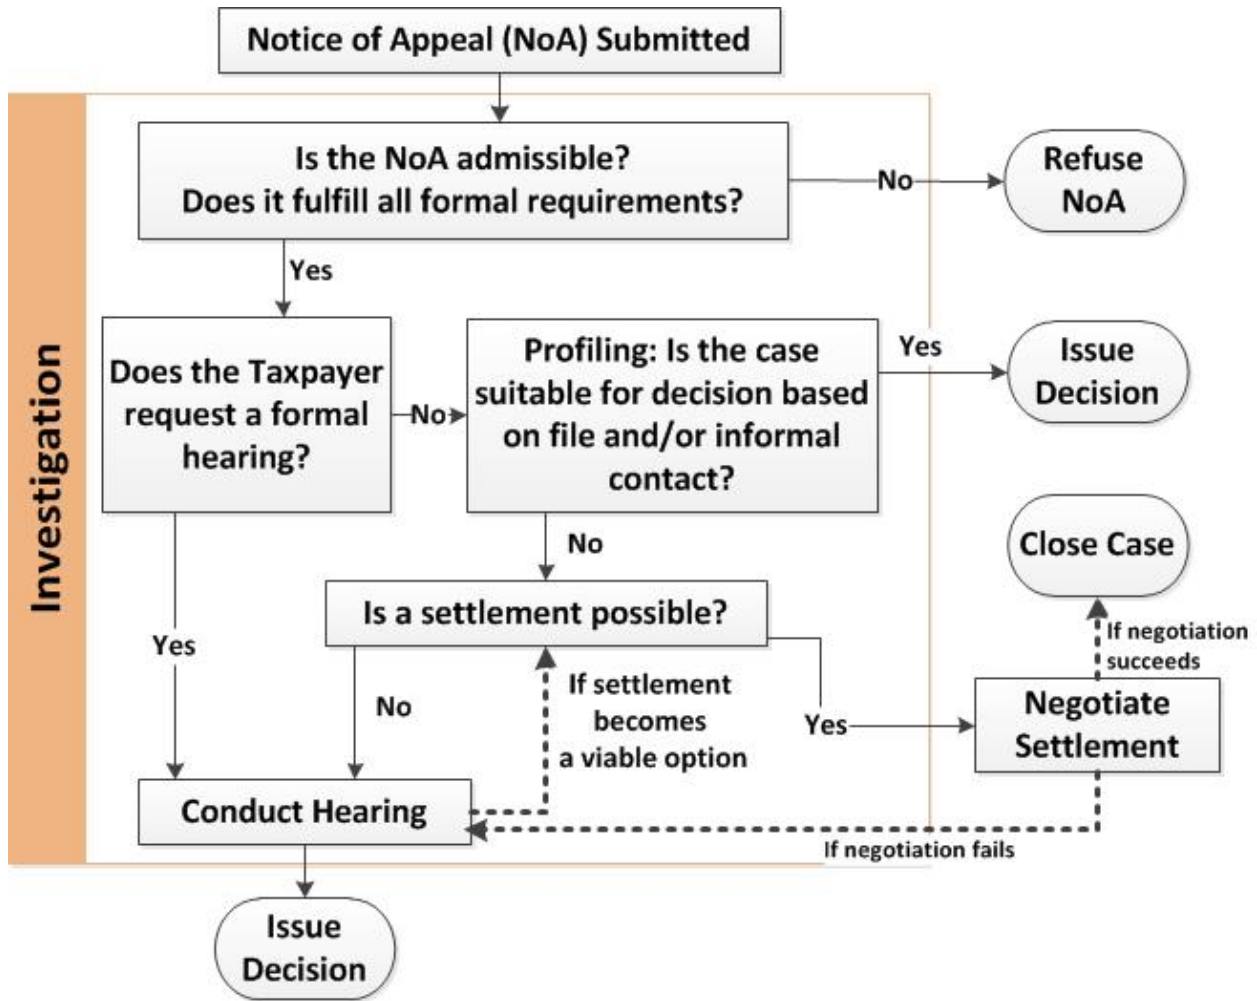 Notice of Appeal (NoA) Submitted
Is the NoA admissible?
Does it fulfill all formal requirements?
No
Refuse
NoA
Yes
Investigation
Does the Taxpayer
request a formal
hearing?
No
Profiling: Is the case
suitable for decision based
on file and/or informal
contact?
Yes
Issue
Decision
No
Close Case
Is a settlement possible?
Yes
No
If settlement
becomes
a viable option
Yes
If negotiation
succeeds
Negotiate
Settlement
Conduct Hearing
If negotiation fails
Issue
Decision